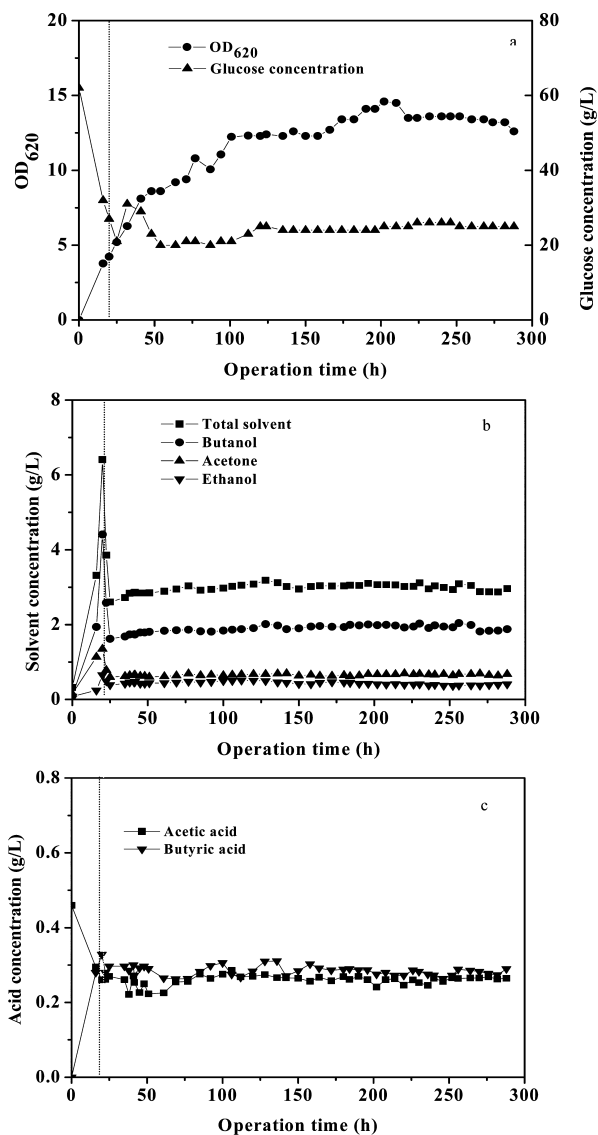 a
OD620
Glucose concentration
20
15
10
5
0
80
60
40
20
0
OD620
Glucose concentration (g/L)
0 50 100 150 200 250 300
Operation time (h)
b
Total solvent
Butanol
Acetone
Ethanol
8
6
4
2
0
Solvent concentration (g/L)
0 50 100 150 200 250 300
Operation time (h)
c
Acetic acid
Butyric acid
0.8
0.6
0.4
0.2
0.0
Acid concentration (g/L)
0 50 100 150 200 250 300
Operation time (h)